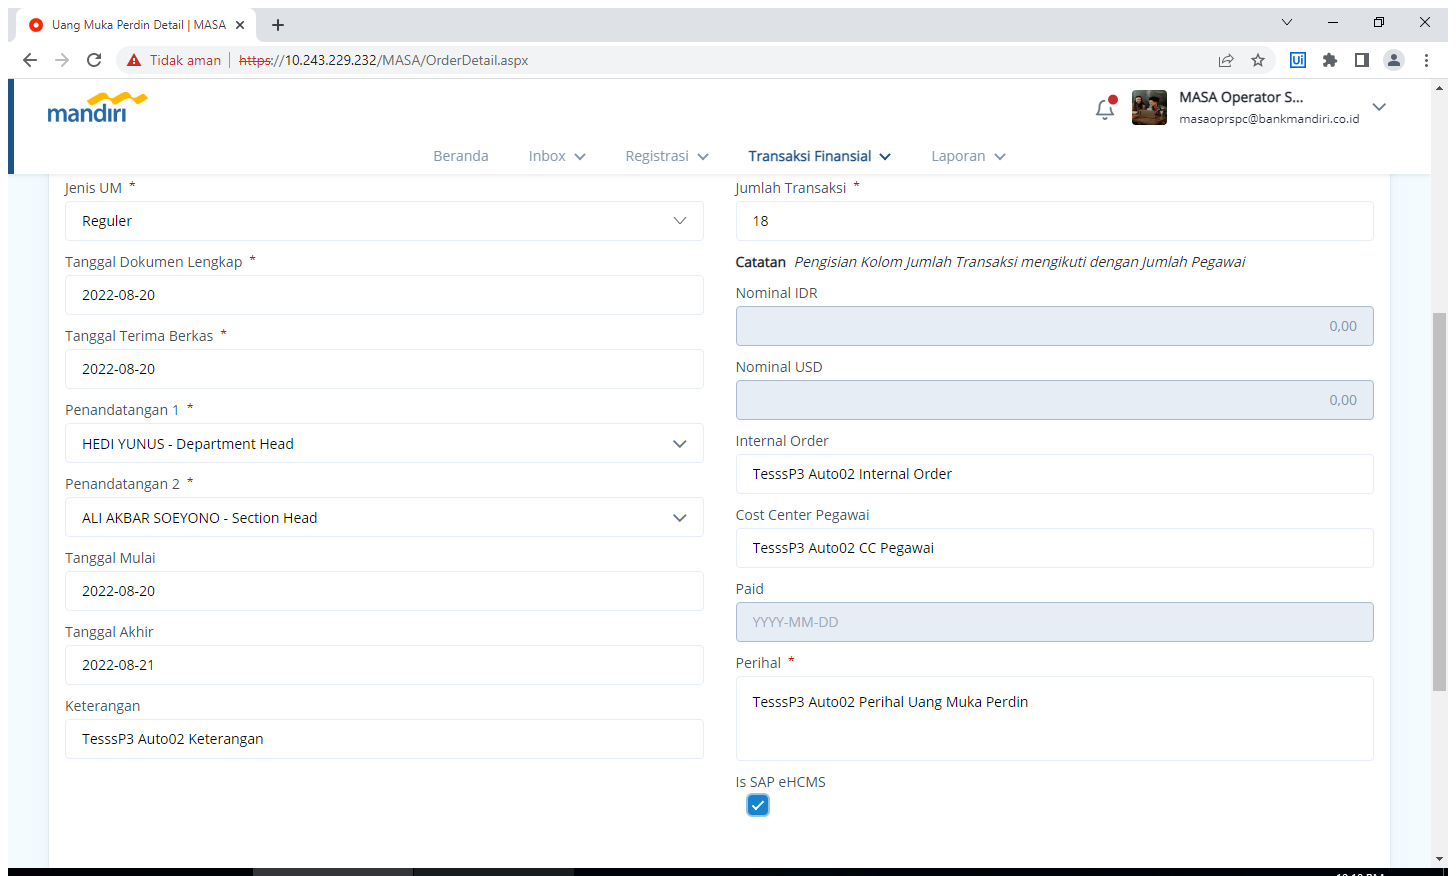 Uang Muka Perdin Detail | MASA
Tidak aman https://10.243.229.232/MASA/OrderDetail.aspx
mandiri
MASA Operator S...
masaoprspc@bankmandiri.co.id
Beranda Inbox Registrasi Transaksi Finansial Laporan
Jenis UM *
Reguler
Tanggal Dokumen Lengkap *
2022-08-20
Tanggal Terima Berkas *
2022-08-20
Penandatangan 1 *
HEDI YUNUS - Department Head
Penandatangan 2 *
ALI AKBAR SOEYONO - Section Head
Tanggal Mulai
2022-08-20
Tanggal Akhir
2022-08-21
Keterangan
TesssP3 Auto02 Keterangan
Jumlah Transaksi *
18
Catatan Pengisian Kolom Jumlah Transaksi mengikuti dengan Jumlah Pegawai
Nominal IDR
0,00
Nominal USD
0,00
Internal Order
TesssP3 Auto02 Internal Order
Cost Center Pegawai
TesssP3 Auto02 CC Pegawai
Paid
YYYY-MM-DD
Perihal *
TesssP3 Auto02 Perihal Uang Muka Perdin
Is SAP eHCMS